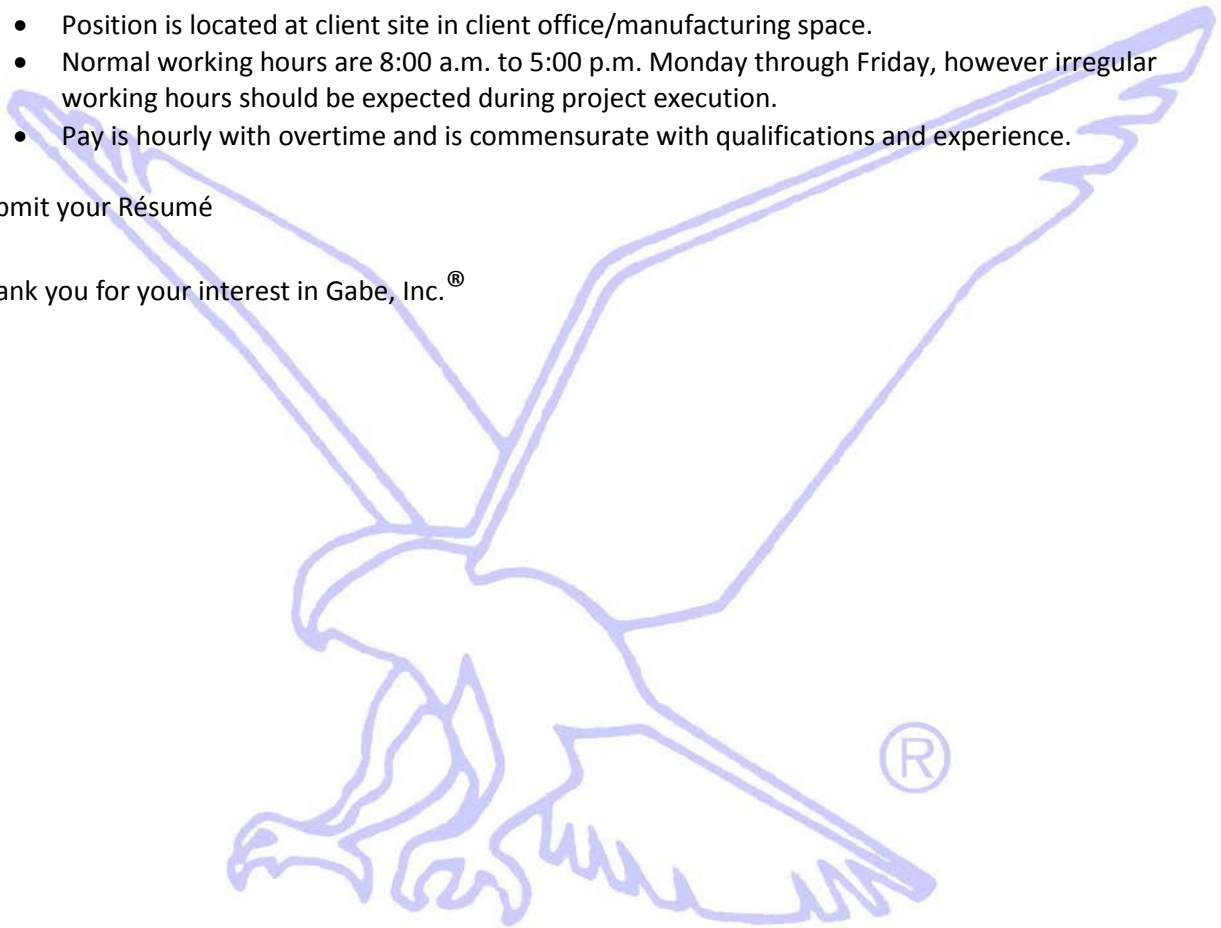 • Position is located at client site in client office/manufacturing space.
• Normal working hours are 8:00 a.m. to 5:00 p.m. Monday through Friday, however irregular
working hours should be expected during project execution.
• Pay is hourly with overtime and is commensurate with qualifications and experience.
your Résumé
you for your interest in Gabe, Inc.®
®